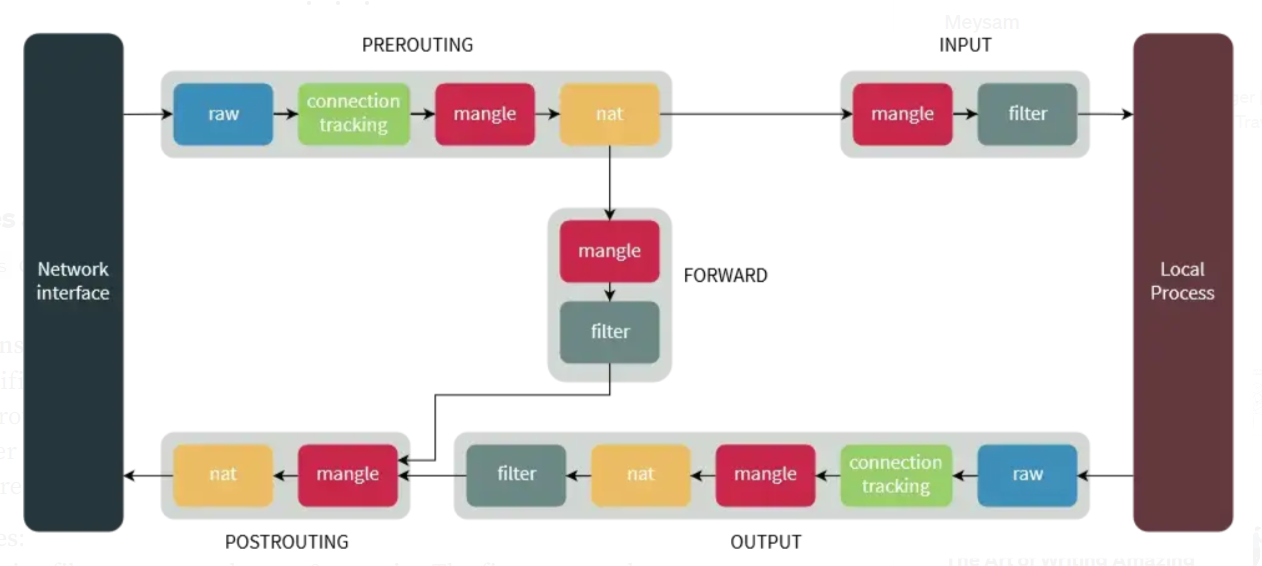 Meysam
PREROUTING
INPUT
raw
connection
tracking
mangle
nat
mangle
filter
mangle
FORWARD
filter
Network
interface
Local
Process
nat
mangle
filter
nat
mangle
connection
tracking
raw
POSTROUTING
OUTPUT
The Art of Writing Amazing